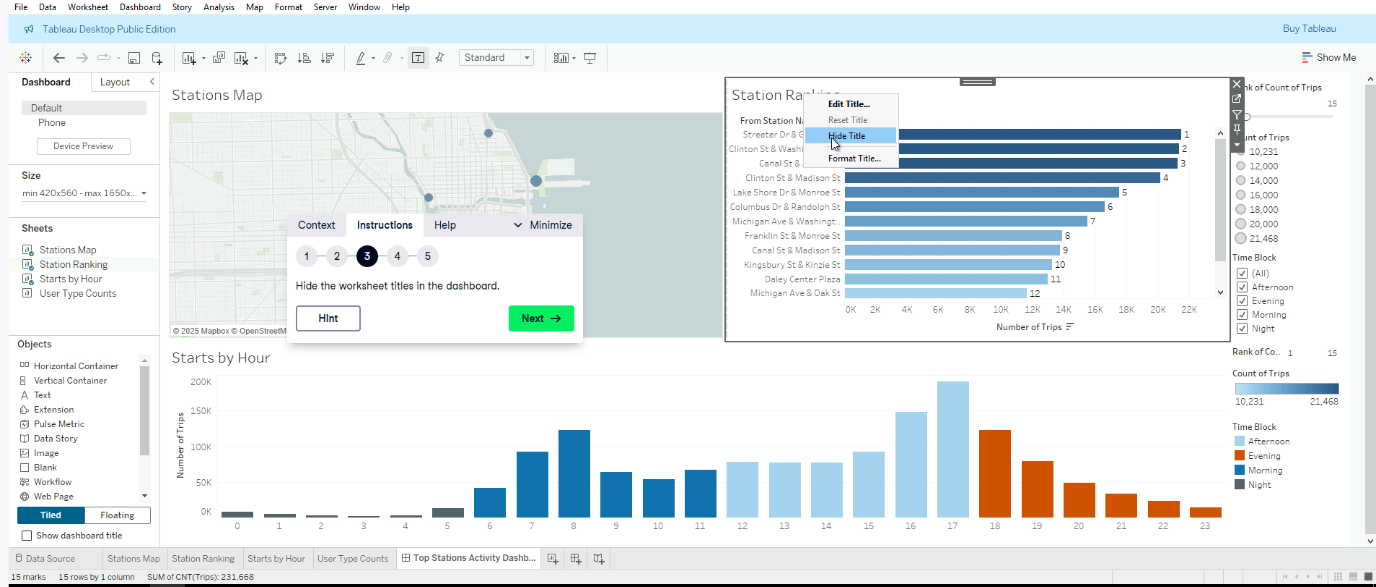 File Data Worksheet Dashboard Story Analysis Map Format Server Window Help
Tableau Desktop Public Edition
Buy Tableau
Standard
Show Me
Dashboard
Layout
Default
Phone
Device Preview
Size
min 420x560 - max 1650x...
Sheets
Stations Map
Station Ranking
Starts by Hour
User Type Counts
Objects
Horizontal Container
Vertical Container
Text
Extension
Pulse Metric
Data Story
Image
Blank
Workflow
Web Page
Tiled
Floating
Show dashboard title
Stations Map
© 2025 Mapbox © OpenStreetM
Context
Instructions
Help
Minimize
1 2 3 4 5
Hide the worksheet titles in the dashboard.
Hint
Next
Station Ranking
Edit Title...
Reset Title
Hide Title
Format Title...
From Station Na
Streeter Dr & G
1
Clinton St & Washi
2
Canal St &
3
Clinton St & Madison St
4
Lake Shore Dr & Monroe St
5
Columbus Dr & Randolph St
6
Michigan Ave & Washingt..
7
Franklin St & Monroe St
8
Canal St & Madison St
9
Kingsbury St & Kinzie St
10
Daley Center Plaza
11
Michigan Ave & Oak St
12
0K 2K 4K 6K 8K 10K 12K 14K 16K 18K 20K 22K
Number of Trips
nk of Count of Trips
15
unt of Trips
10,231
12,000
14,000
16,000
18,000
20,000
21,468
Time Block
(All)
Afternoon
Evening
Morning
Night
Rank of Co.. 1 15
Count of Trips
10,231 21,468
Time Block
Afternoon
Evening
Morning
Night
Starts by Hour
Number of Trips
200K
150K
100K
50K
0K
0 1 2 3 4 5 6 7 8 9 10 11 12 13 14 15 16 17 18 19 20 21 22 23
Data Source
Stations Map
Station Ranking
Starts by Hour
User Type Counts
Top Stations Activity Dashb...
15 marks 15 rows by 1 column SUM of CNT(Trips): 231,668